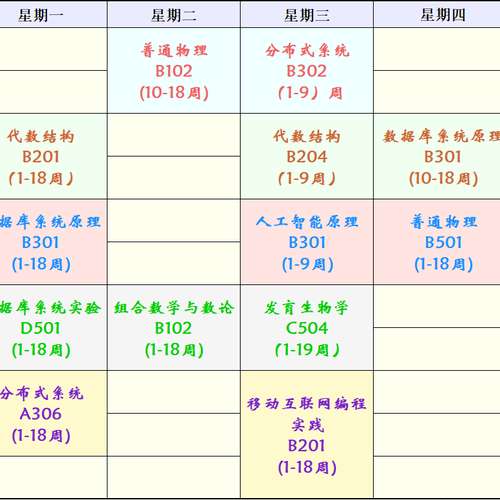 星期一
星期二
星期三
星期四
普通物理
B102
(10-18周)
分布式系统
B302
(1-9) 周
代数结构
B201
(1-18周)
代数结构
B204
(1-9周)
数据库系统原理
B301
(10-18周)
据库系统原理
B301
(1-18周)
人工智能原理
B301
(1-9周)
普通物理
B501
(1-18周)
据库系统实验
D501
(1-18周)
组合数学与数论
B102
(1-18周)
发育生物学
C504
(1-19周)
分布式系统
A306
(1-18周)
移动互联网编程
实践
B201
(1-18周)